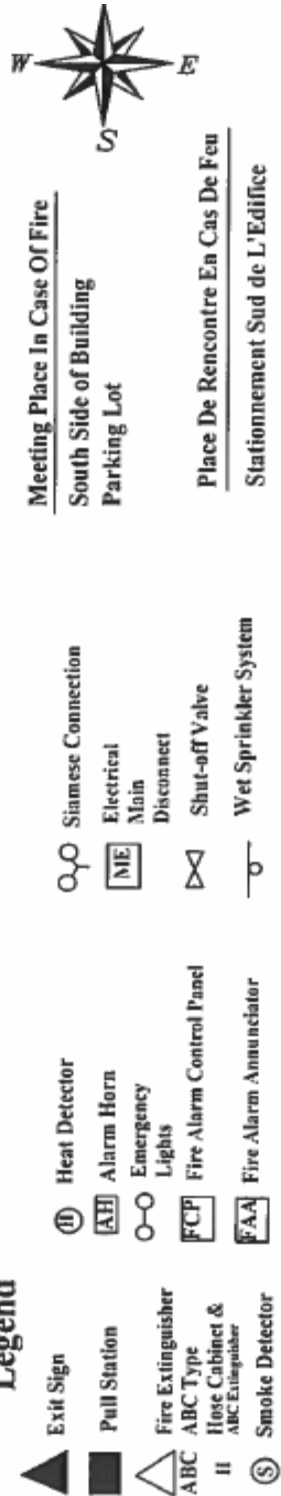 Legend
Exit Sign
Pull Station
Fire Extinguisher
ABC ABC Type
H Hose Cabinet &
ABC Extinguisher
S Smoke Detector
H Heat Detector
AH Alarm Horn
Emergency
Lights
FCP Fire Alarm Control Panel
FAA Fire Alarm Annunciator
Siamese Connection
ME Electrical
Main
Disconnect
Shut-off Valve
Wet Sprinkler System
Meeting Place In Case Of Fire
South Side of Building
Parking Lot
Place De Rencontre En Cas De Feu
Stationnement Sud de L'Edifice
W
E
S